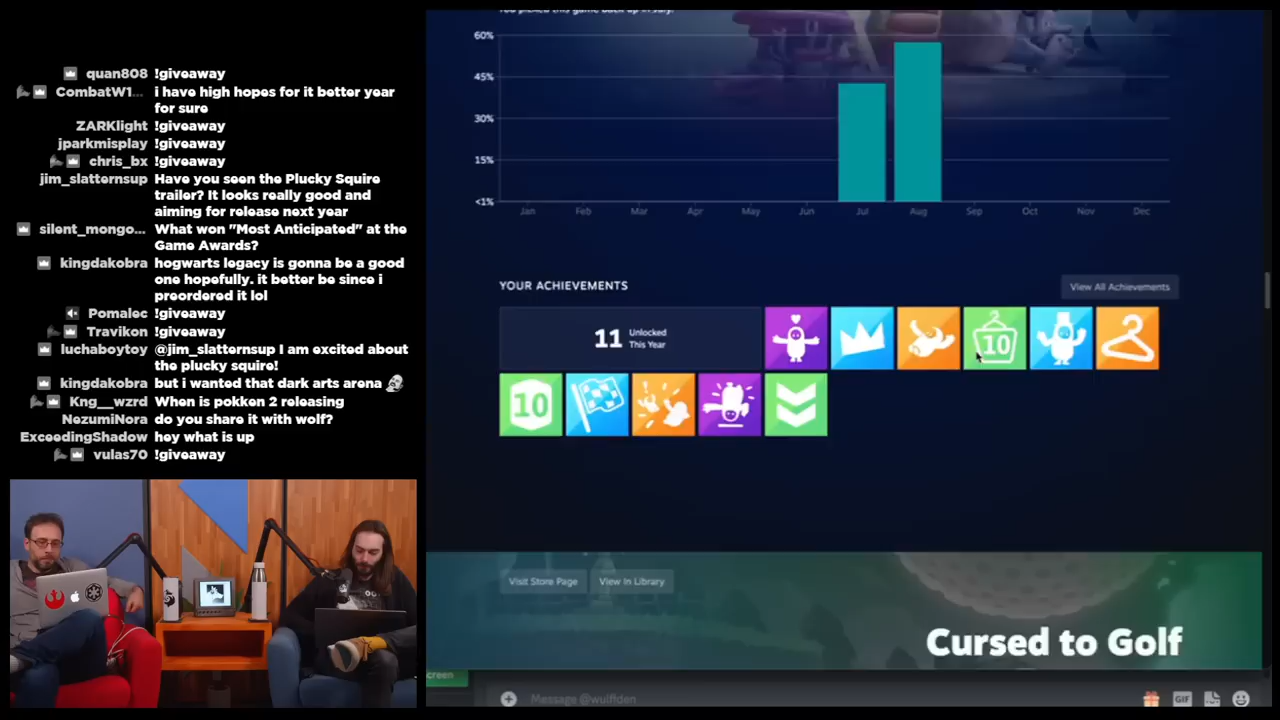 quan808 !giveaway
CombatW1... i have high hopes for it better year
for sure
ZARKlight !giveaway
jparkmisplay !giveaway
chris_bx !giveaway
jim_slatternsup Have you seen the Plucky Squire
trailer? It looks really good and
aiming for release next year
silent_mongo... What won "Most Anticipated" at the
Game Awards?
kingdakobra hogwarts legacy is gonna be a good
one hopefully. it better be since i
preordered it lol
Pomalec !giveaway
Travikon !giveaway
luchaboytoy @jim_slatternsup I am excited about
the plucky squire!
kingdakobra but i wanted that dark arts arena
Kng__wzrd When is pokken 2 releasing
NezumiNora do you share it with wolf?
ExceedingShadow hey what is up
vulas70 !giveaway
60%
45%
30%
15%
<1%
Jan Feb Mar Apr May Jun Jul Aug Sep Oct Nov Dec
YOUR ACHIEVEMENTS
View All Achievements
11 Unlocked
This Year
10
10
Visit Store Page View In Library
Cursed to Golf
creen
Message @wulffden
GIF